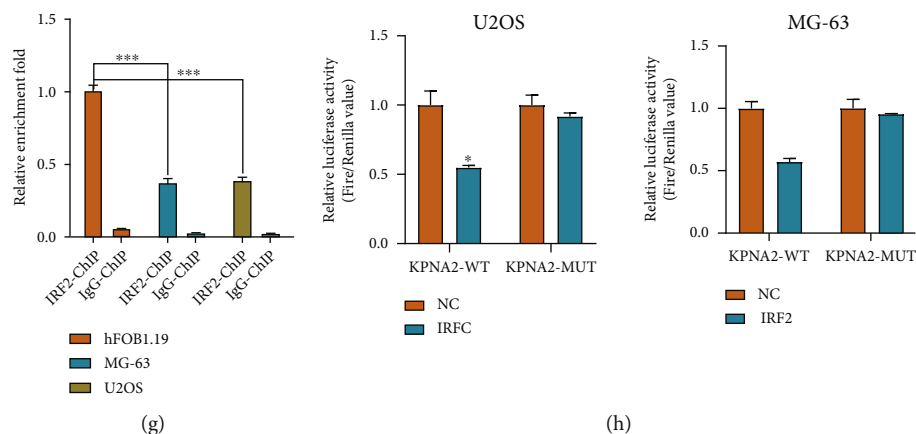 Relative enrichment fold
1.5
1.0
0.5
0.0
***
***
IRF2-ChIP
IgG-ChIP
IRF2-ChIP
IgG-ChIP
IRF2-ChIP
IgG-ChIP
hFOB1.19
MG-63
U2OS
(g)
U2OS
Relative luciferase activity
(Fire/Renilla value)
1.5
1.0
0.5
0.0
*
KPNA2-WT
KPNA2-MUT
NC
IRFC
MG-63
Relative luciferase activity
(Fire/Renilla value)
1.5
1.0
0.5
0.0
KPNA2-WT
KPNA2-MUT
NC
IRF2
(h)